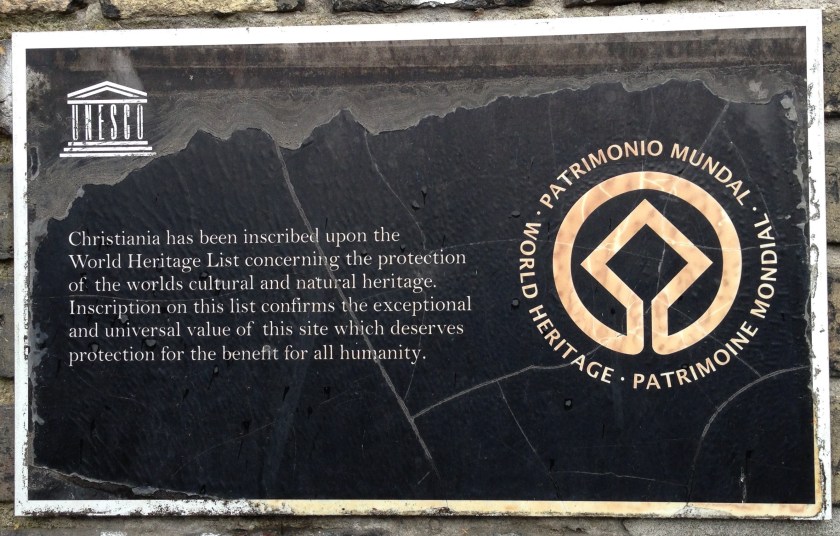 UNESCO
Christiania has been inscribed upon the
World Heritage List concerning the protection
of the worlds cultural and natural heritage.
Inscription on this list confirms the exceptional
and universal value of this site which deserves
protection for the benefit for all humanity.
WORLD HERITAGE · PATRIMONIO MUNDAL · PATRIMOINE MONDIAL ·